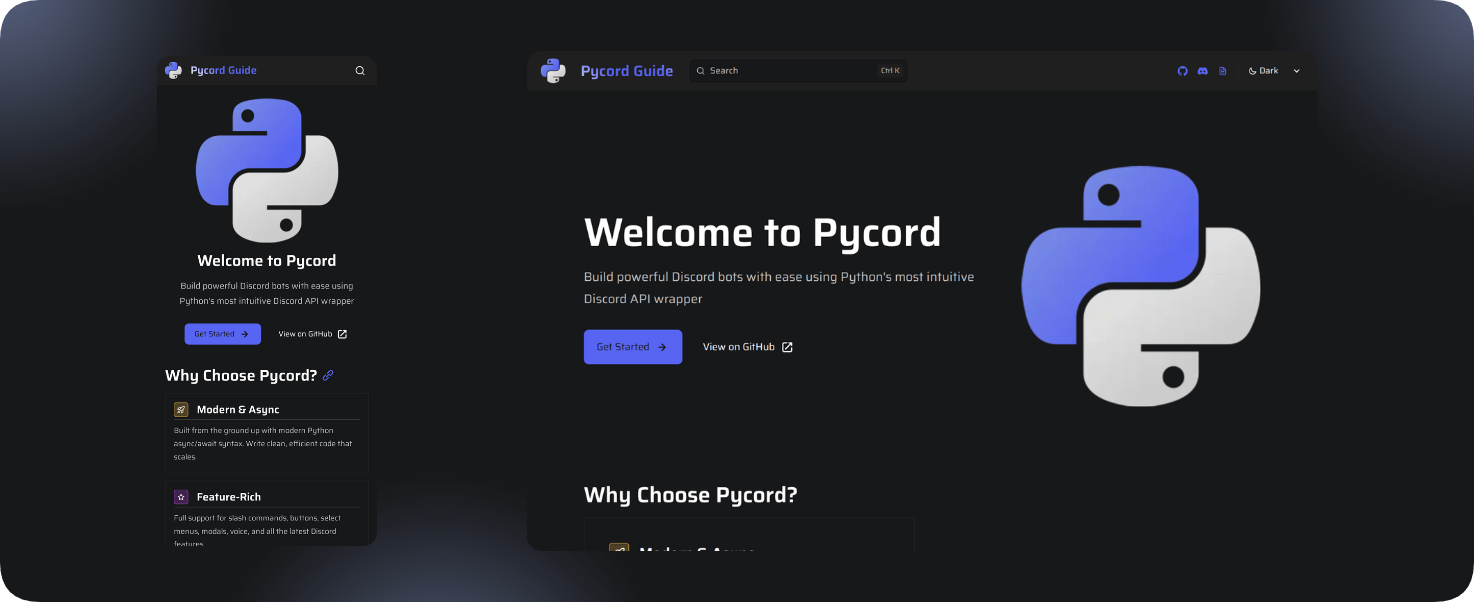 Pycord Guide
Welcome to Pycord
Build powerful Discord bots with ease using
Python's most intuitive Discord API wrapper
Get Started
View on GitHub
Why Choose Pycord?
Modern & Async
Built from the ground up with modern Python
async/await syntax. Write clean, efficient code that
scales.
Feature-Rich
Full support for slash commands, buttons, select
menus, modals, voice, and all the latest Discord
features.
Pycord Guide
Search
Ctrl K
Dark
Welcome to Pycord
Build powerful Discord bots with ease using Python's most intuitive
Discord API wrapper
Get Started
View on GitHub
Why Choose Pycord?
Modern & Async